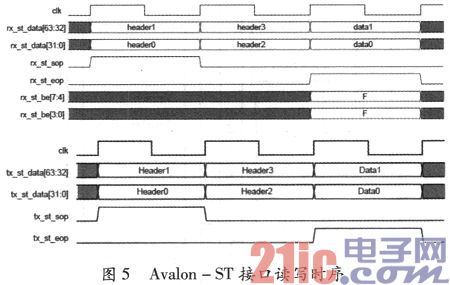 clk
rx_st_data[63:32] header1 header3 data1
rx_st_data[31:0] header0 header2 data0
rx_st_sop
rx_st_eop
rx_st_be[7:4] F
rx_st_be[3:0] F
clk
tx_st_data[63:32] Header1 Header3 Data1
tx_st_data[31:0] Header0 Header2 Data0
tx_st_sop
tx_st_eop
21ic 电子网
.com
图 5 Avalon - ST 接口读写时序